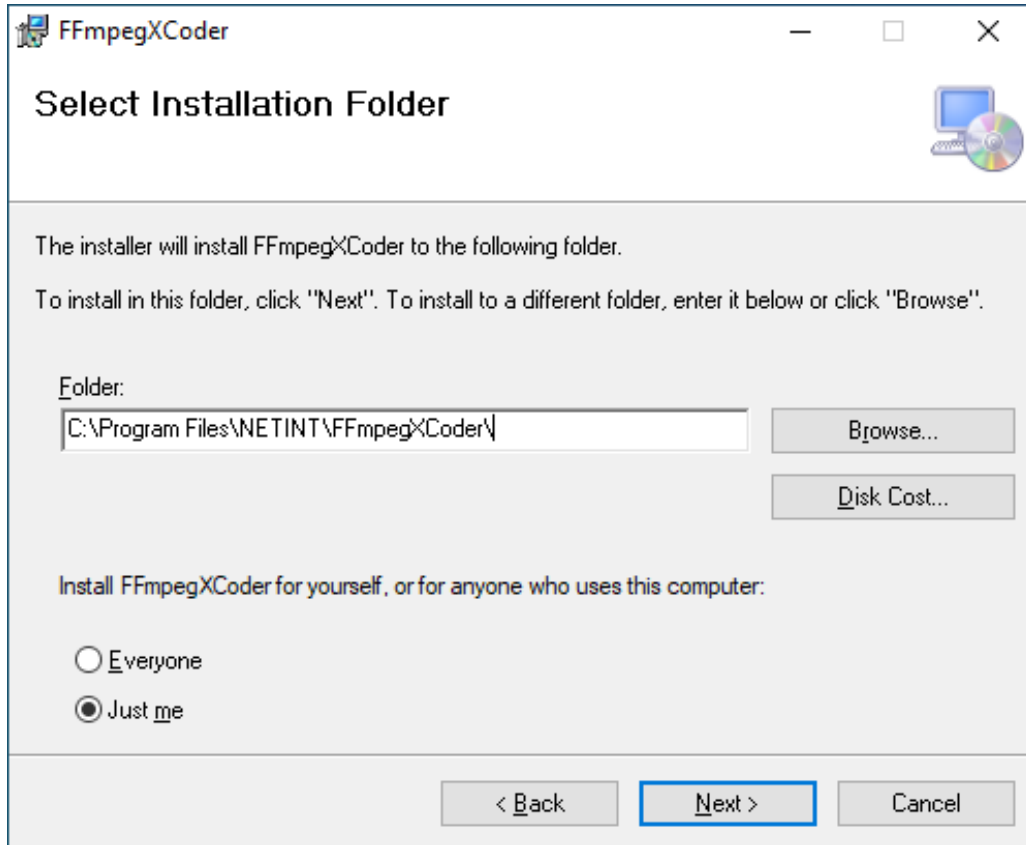 FFmpegXCoder
Select Installation Folder
The installer will install FFmpegXCoder to the following folder.
To install in this folder, click "Next". To install to a different folder, enter it below or click "Browse".
Folder:
C:\Program Files\NETINT\FFmpegXCoder\
Browse...
Disk Cost...
Install FFmpegXCoder for yourself, or for anyone who uses this computer:
Everyone
Just me
< Back Next > Cancel